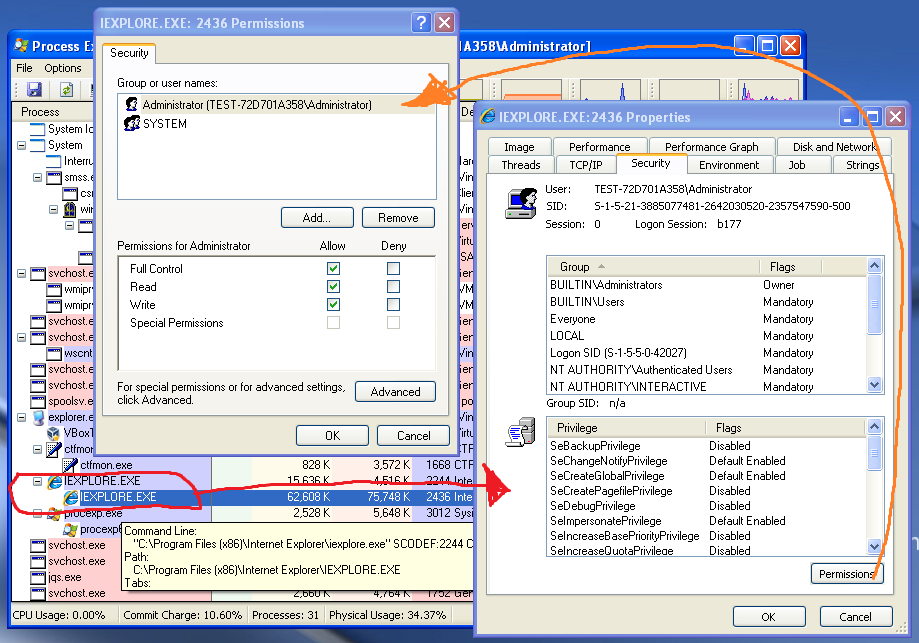 IEXPLORE.EXE: 2436 Permissions
Security
Group or user names:
Administrator (TEST-72D701A358\Administrator)
SYSTEM
Add...
Remove
Permissions for Administrator
Allow
Deny
Full Control
Read
Write
Special Permissions
For special permissions or for advanced settings,
click Advanced.
Advanced
OK
Cancel
Process Ex
A358\Administrator]
File Options
Process
De
System Id
System
Interru
smss.e
csr
win
svchost.e
wmiprv
wmiprv
svchost.e
svchost.e
wscnt
svchost.e
svchost.e
spoolsv.e
explorer.e
VBoxT
ctfmo
ctfmon.exe 828 K 3,572 K 1668 CTF
IEXPLORE.EXE 15,636 K 4,516 K 2244 Inter
IEXPLORE.EXE 62,608 K 75,748 K 2436 Inte
procexp.exe 2,528 K 5,648 K 3012 Sysi
procexp6
svchost.exe
svchost.exe
jqs.exe
svchost.exe 2,660 K 4,764 K 1752 Gen
Command Line:
"C:\Program Files (x86)\Internet Explorer\iexplore.exe" SCODEF:2244 C
Path:
C:\Program Files (x86)\Internet Explorer\IEXPLORE.EXE
Tabs:
CPU Usage: 0.00% Commit Charge: 10.60% Processes: 31 Physical Usage: 34.37%
IEXPLORE.EXE:2436 Properties
Image Performance Performance Graph Disk and Network
Threads TCP/IP Security Environment Job Strings
User: TEST-72D701A358\Administrator
SID: S-1-5-21-3885077481-2642030520-2357547590-500
Session: 0 Logon Session: b177
Group Flags
BUILTIN\Administrators Owner
BUILTIN\Users Mandatory
Everyone Mandatory
LOCAL Mandatory
Logon SID (S-1-5-5-0-42027) Mandatory
NT AUTHORITY\Authenticated Users Mandatory
NT AUTHORITY\INTERACTIVE Mandatory
Group SID: n/a
Privilege Flags
SeBackupPrivilege Disabled
SeChangeNotifyPrivilege Default Enabled
SeCreateGlobalPrivilege Default Enabled
SeCreatePagefilePrivilege Disabled
SeDebugPrivilege Disabled
SeImpersonatePrivilege Default Enabled
SeIncreaseBasePriorityPrivilege Disabled
SeIncreaseQuotaPrivilege Disabled
Permissions
OK
Cancel